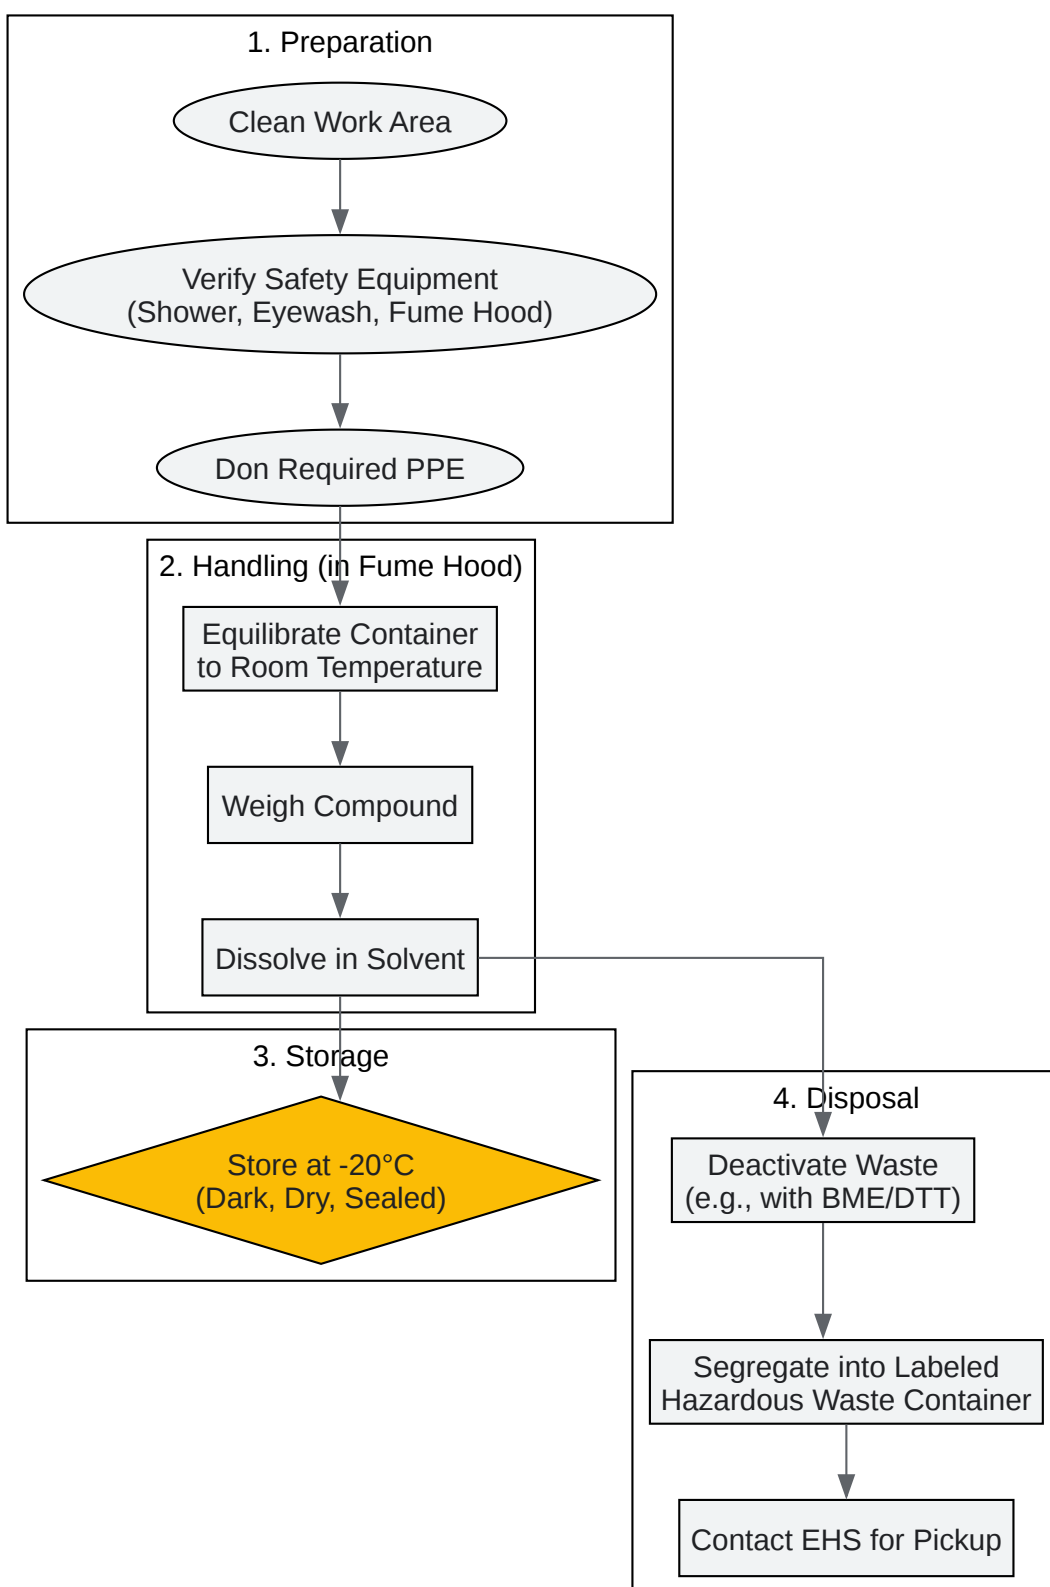 1. Preparation
Clean Work Area
Verify Safety Equipment
(Shower, Eyewash, Fume Hood)
Don Required PPE
2. Handling (in Fume Hood)
Equilibrate Container
to Room Temperature
Weigh Compound
Dissolve in Solvent
3. Storage
Store at -20°C
(Dark, Dry, Sealed)
4. Disposal
Deactivate Waste
(e.g., with BME/DTT)
Segregate into Labeled
Hazardous Waste Container
Contact EHS for Pickup